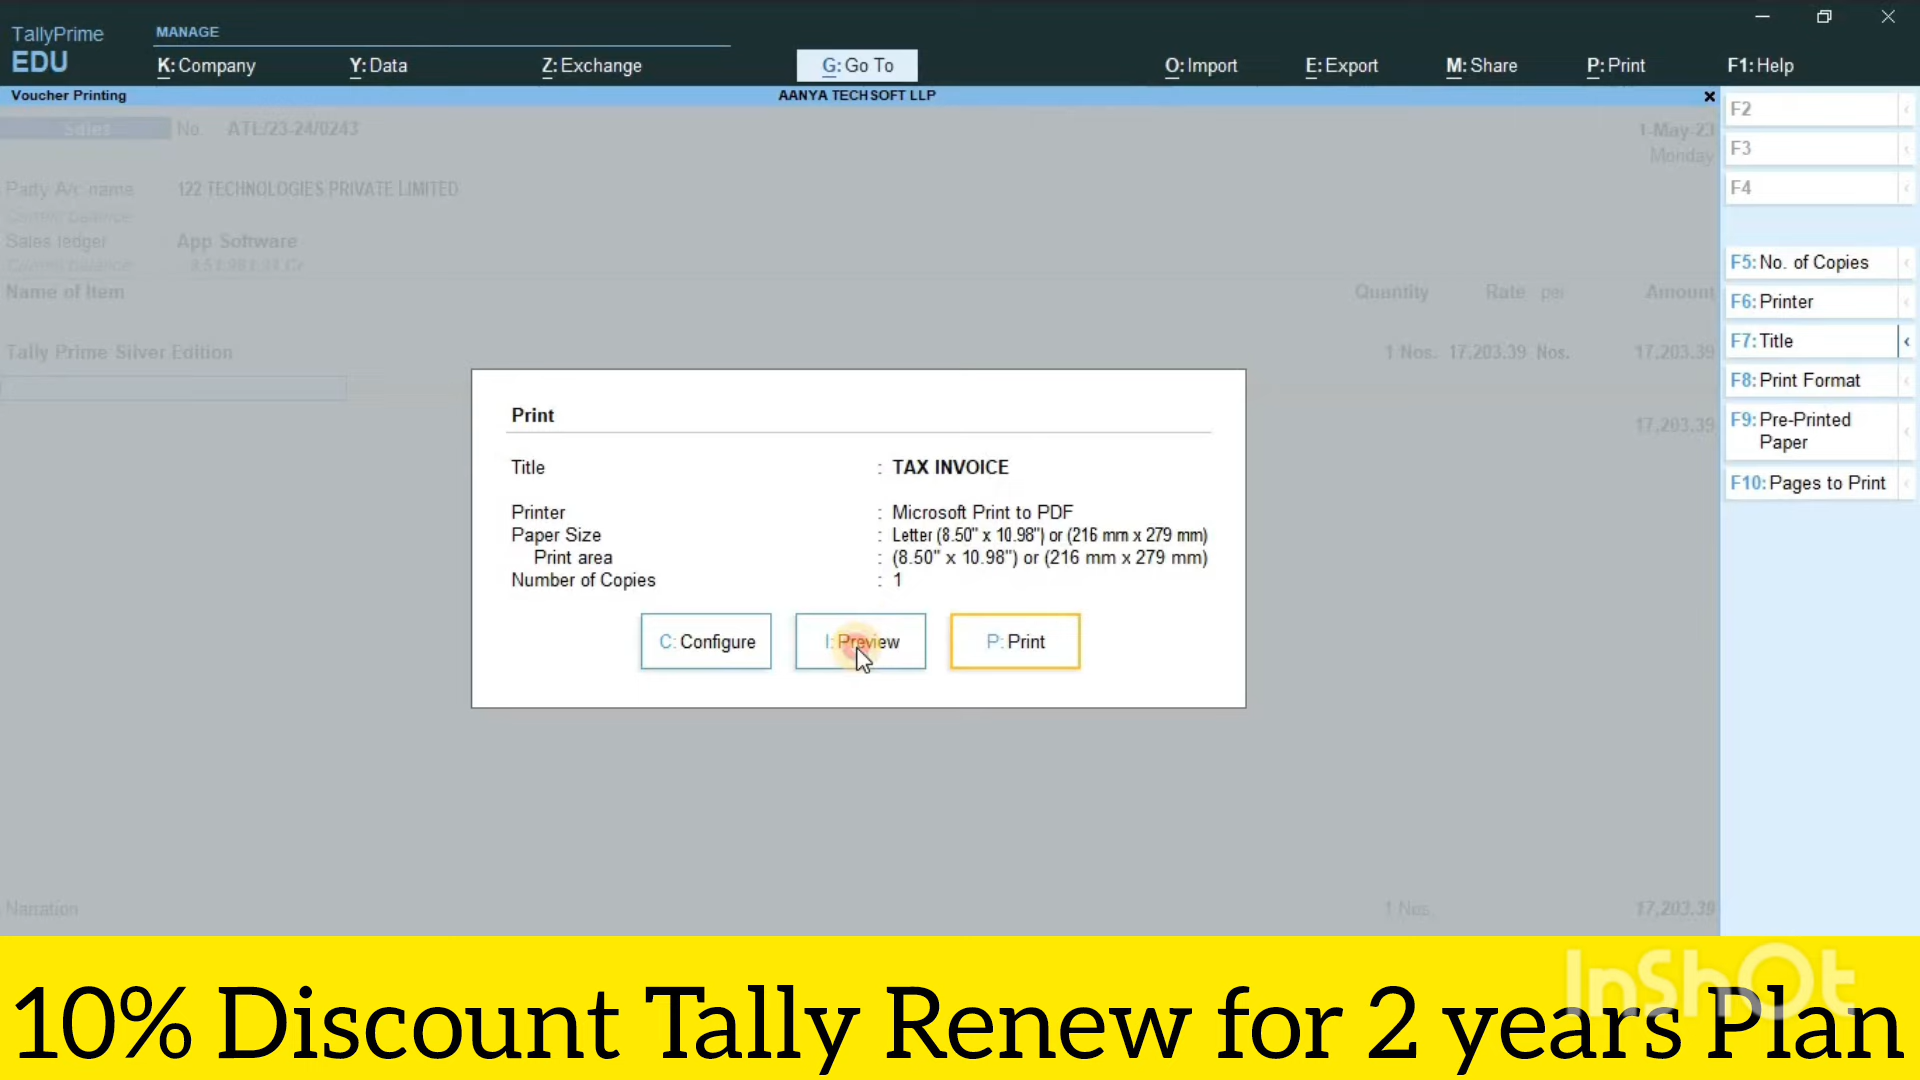 TallyPrime
EDU
MANAGE
K: Company
Y: Data
Z: Exchange
G: Go To
O: Import
E: Export
M: Share
P: Print
F1: Help
Voucher Printing
AANYA TECHSOFT LLP
Sales No. ATL/23-24/0243
1-May-23
Monday
Party A/c name 122 TECHNOLOGIES PRIVATE LIMITED
Current balance
Sales ledger App Software
Current balance
Name of Item Quantity Rate per Amount
Tally Prime Silver Edition 1 Nos. 17,203.39 Nos. 17,203.39
17,203.39
Print
Title : TAX INVOICE
Printer : Microsoft Print to PDF
Paper Size : Letter (8.50" x 10.98") or (216 mm x 279 mm)
Print area : (8.50" x 10.98") or (216 mm x 279 mm)
Number of Copies : 1
C: Configure
I: Preview
P: Print
Narration 1 Nos. 17,203.39
F2
F3
F4
F5: No. of Copies
F6: Printer
F7: Title
F8: Print Format
F9: Pre-Printed
Paper
F10: Pages to Print
InShOt
10% Discount Tally Renew for 2 years Plan